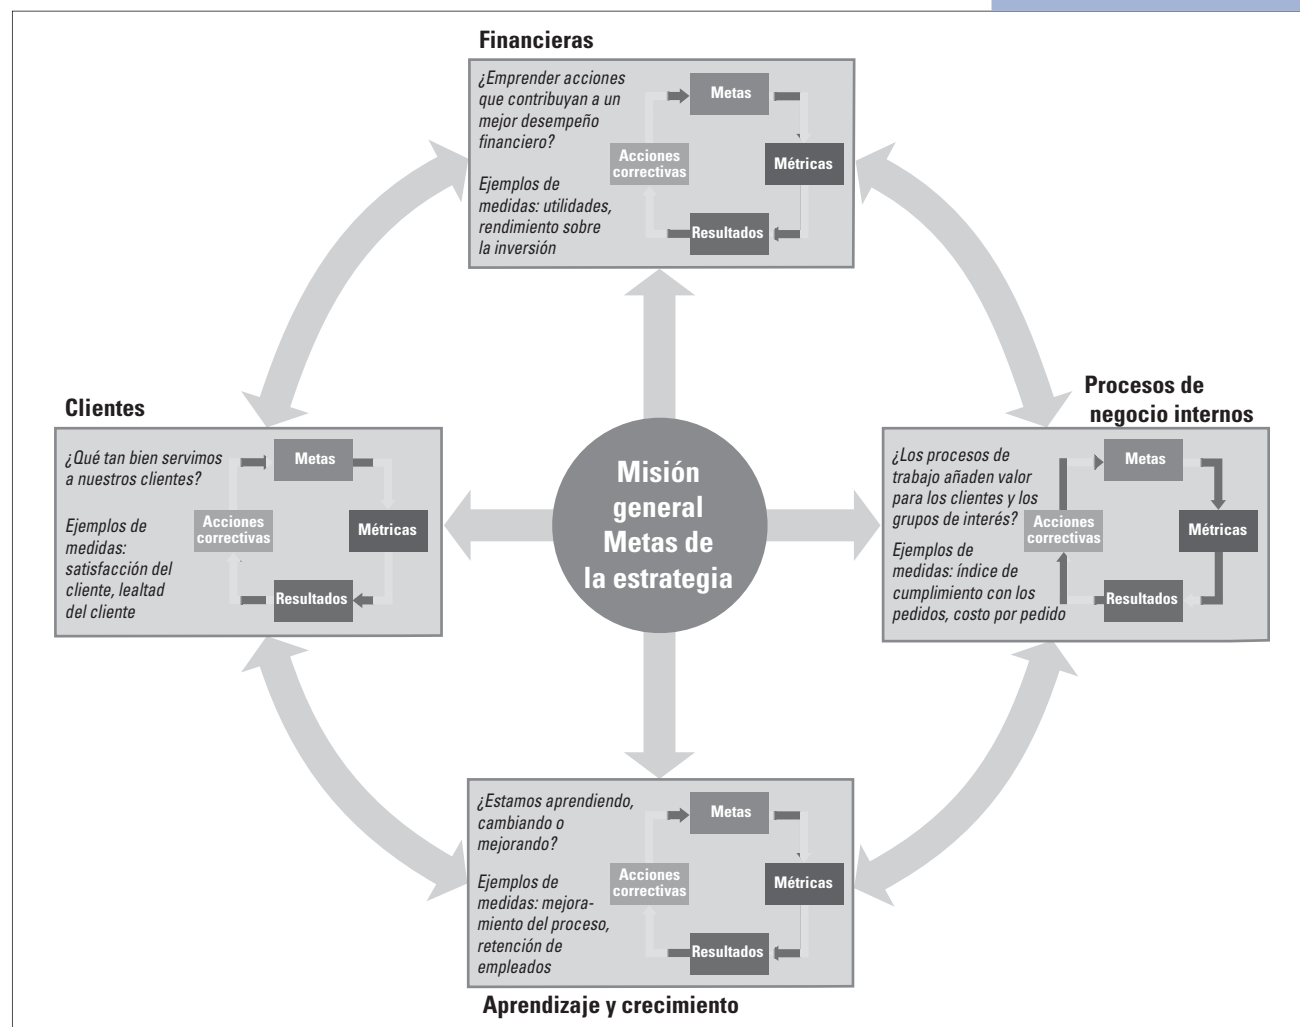 Financieras
¿Emprender acciones
que contribuyan a un
mejor desempeño
financiero?
Ejemplos de
medidas: utilidades,
rendimiento sobre
la inversión
Metas
Métricas
Resultados
Acciones
correctivas
Clientes
¿Qué tan bien servimos
a nuestros clientes?
Ejemplos de
medidas:
satisfacción del
cliente, lealtad
del cliente
Metas
Métricas
Resultados
Acciones
correctivas
Misión
general
Metas de
la estrategia
Procesos de
negocio internos
¿Los procesos de
trabajo añaden valor
para los clientes y los
grupos de interés?
Ejemplos de
medidas: índice de
cumplimiento con los
pedidos, costo por pedido
Metas
Métricas
Resultados
Acciones
correctivas
¿Estamos aprendiendo,
cambiando o
mejorando?
Ejemplos de
medidas: mejora-
miento del proceso,
retención de
empleados
Metas
Métricas
Resultados
Acciones
correctivas
Aprendizaje y crecimiento